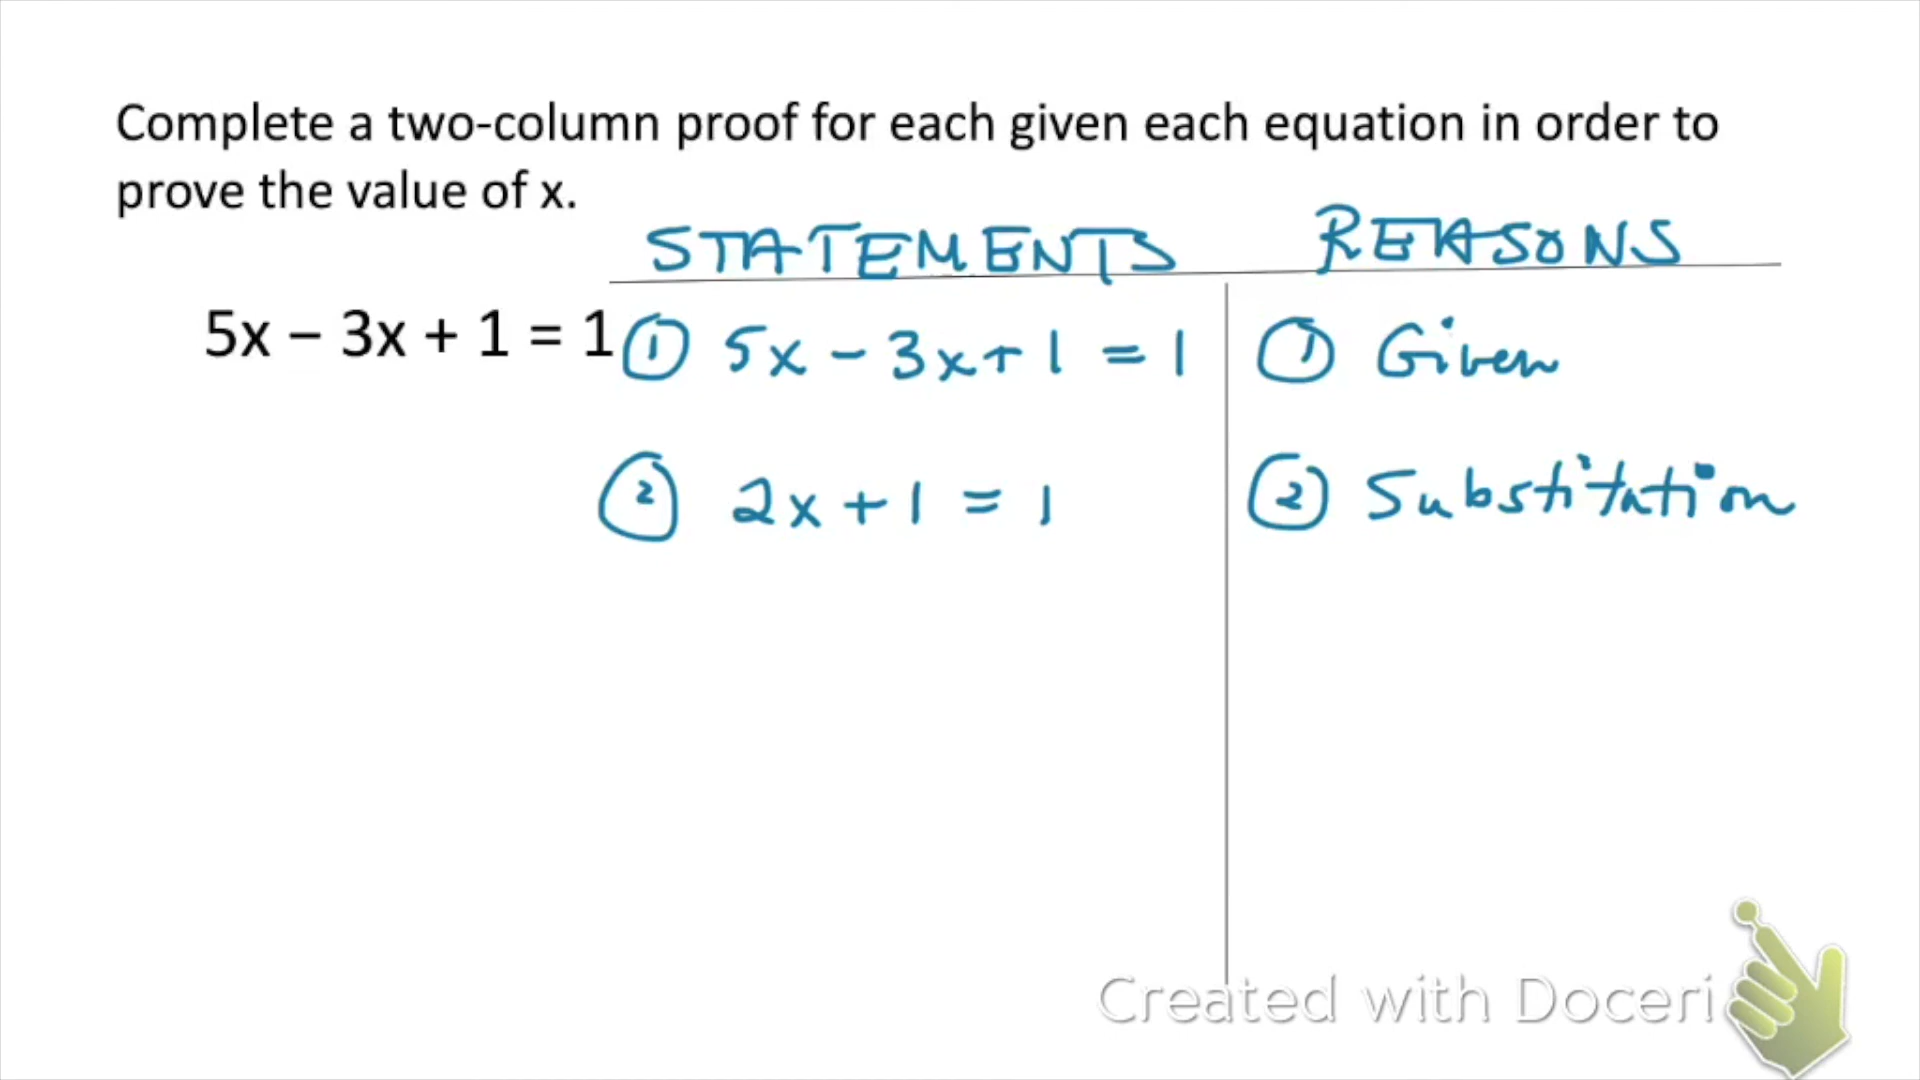 Complete a two-column proof for each given each equation in order to
prove the value of x.
STATEMENTS REASONS
5x – 3x + 1 = 1
① 5x - 3x + 1 = 1 ① Given
② 2x + 1 = 1 ② Substitution
Created with Doceri